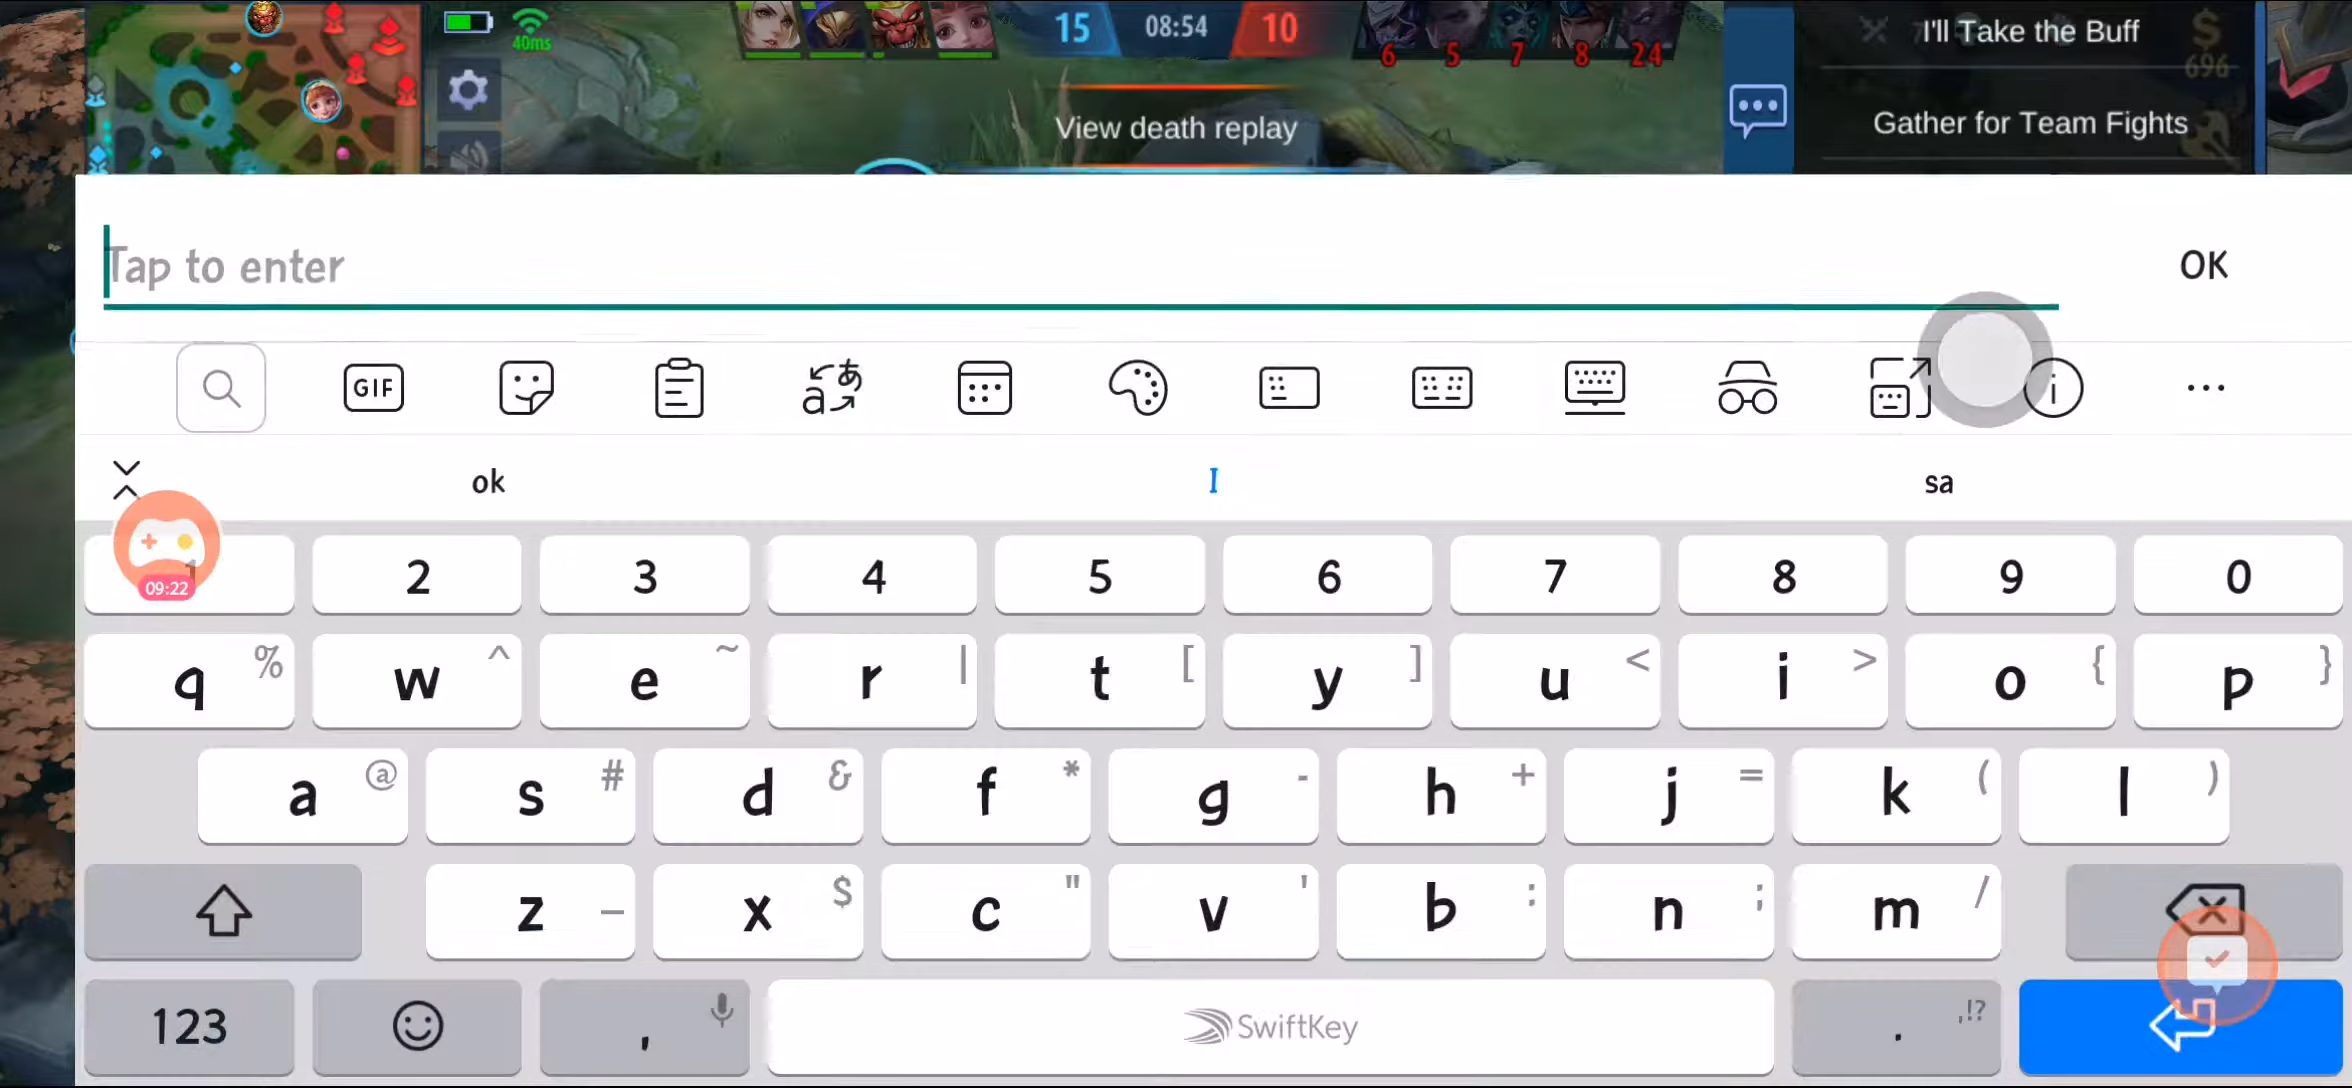 40ms
15 08:54 10
6 5 7 8 24
View death replay
I'll Take the Buff
696
Gather for Team Fights
Tap to enter
OK
GIF
a あ
ok I sa
1 2 3 4 5 6 7 8 9 0
09:22
q % w ^ e ~ r | t [ y ] u < i > o { p }
a @ s # d & f * g - h + j = k ( l )
z _ x $ c " v ' b : n ; m /
123 , SwiftKey . ,!?